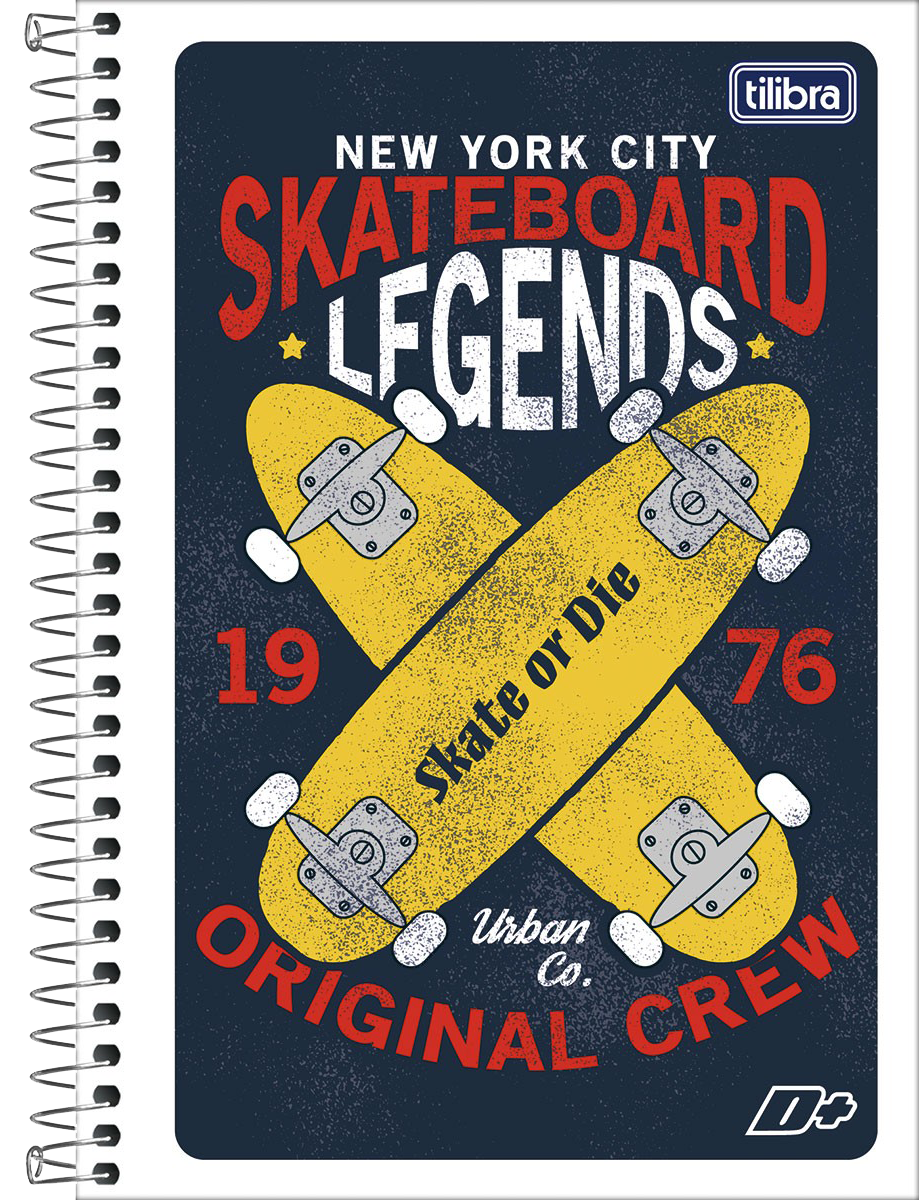 tilibra
NEW YORK CITY
SKATEBOARD
LEGENDS
19 76
Skate or Die
Urban
Co.
ORIGINAL CREW
D+